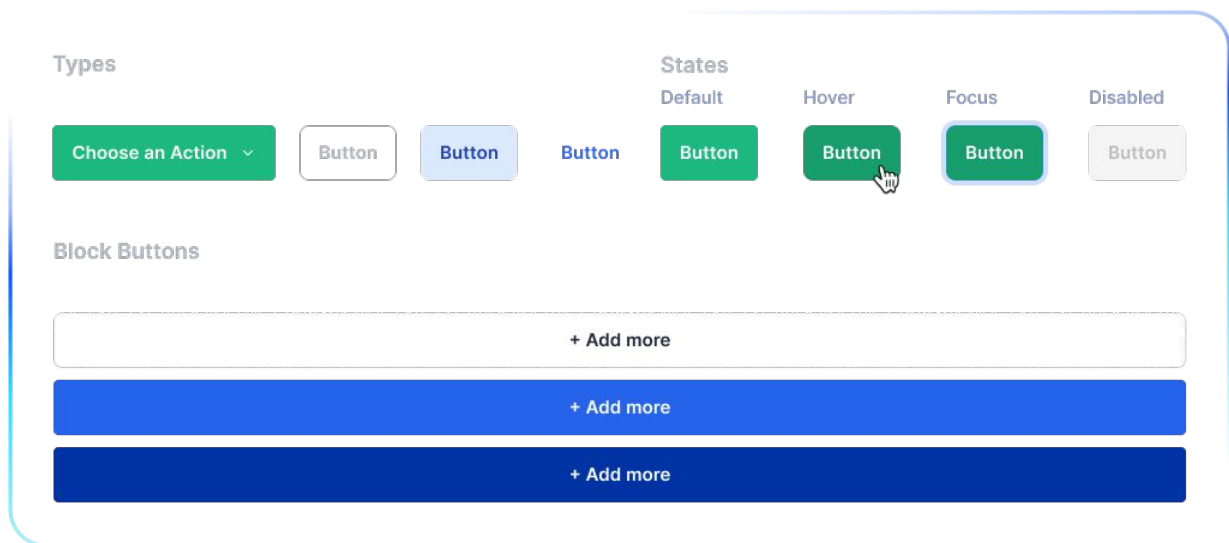 Types
States
Default Hover Focus Disabled
Choose an Action Button Button Button Button Button Button Button
Block Buttons
+ Add more
+ Add more
+ Add more